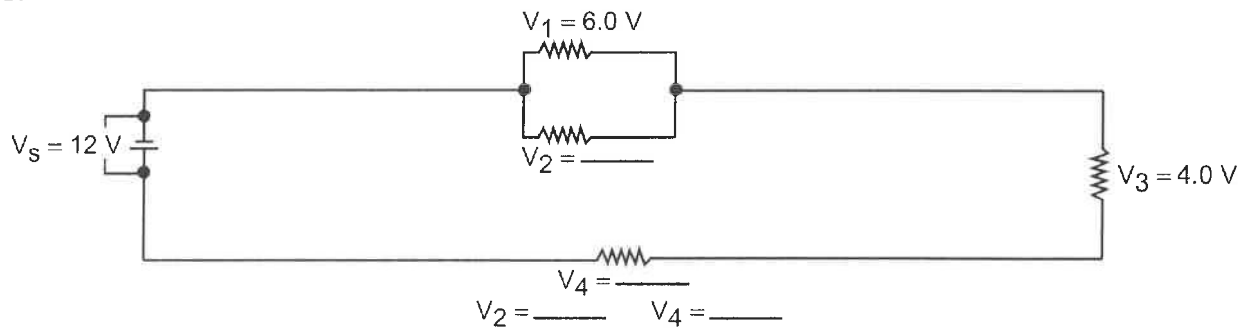 V1 = 6.0 V
Vs = 12 V
V2 = ______
V3 = 4.0 V
V4 = ______
V2 = ______ V4 = ______